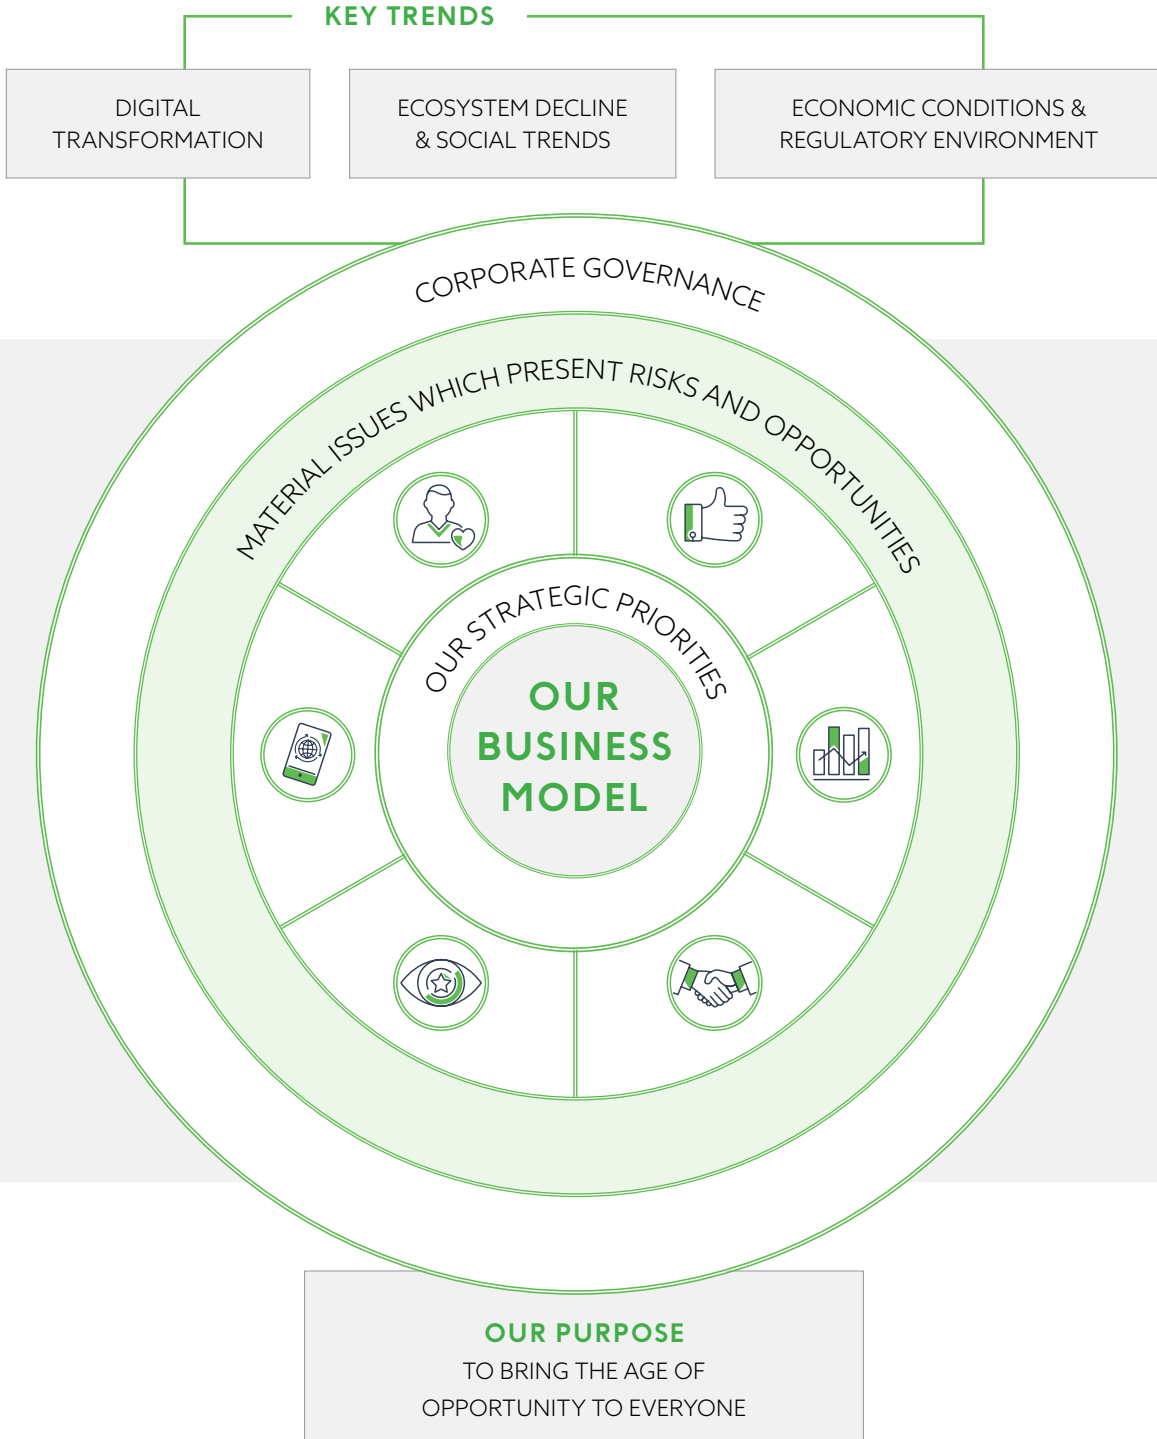 KEY TRENDS
DIGITAL
TRANSFORMATION
ECOSYSTEM DECLINE
& SOCIAL TRENDS
ECONOMIC CONDITIONS &
REGULATORY ENVIRONMENT
CORPORATE GOVERNANCE
MATERIAL ISSUES WHICH PRESENT RISKS AND OPPORTUNITIES
OUR STRATEGIC PRIORITIES
OUR
BUSINESS
MODEL
OUR PURPOSE
TO BRING THE AGE OF
OPPORTUNITY TO EVERYONE